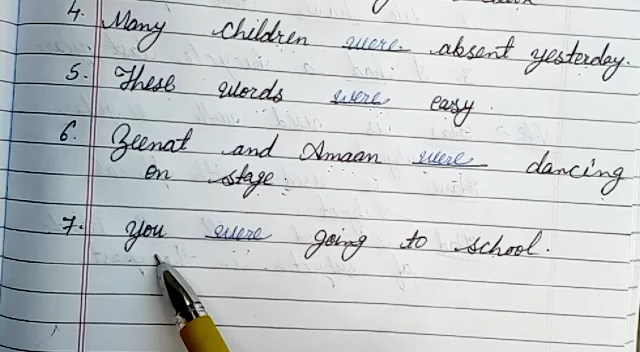 4. Many children were absent yesterday.
5. These words were easy.
6. Zeenat and Amaan were dancing
on stage.
7. You were going to school.